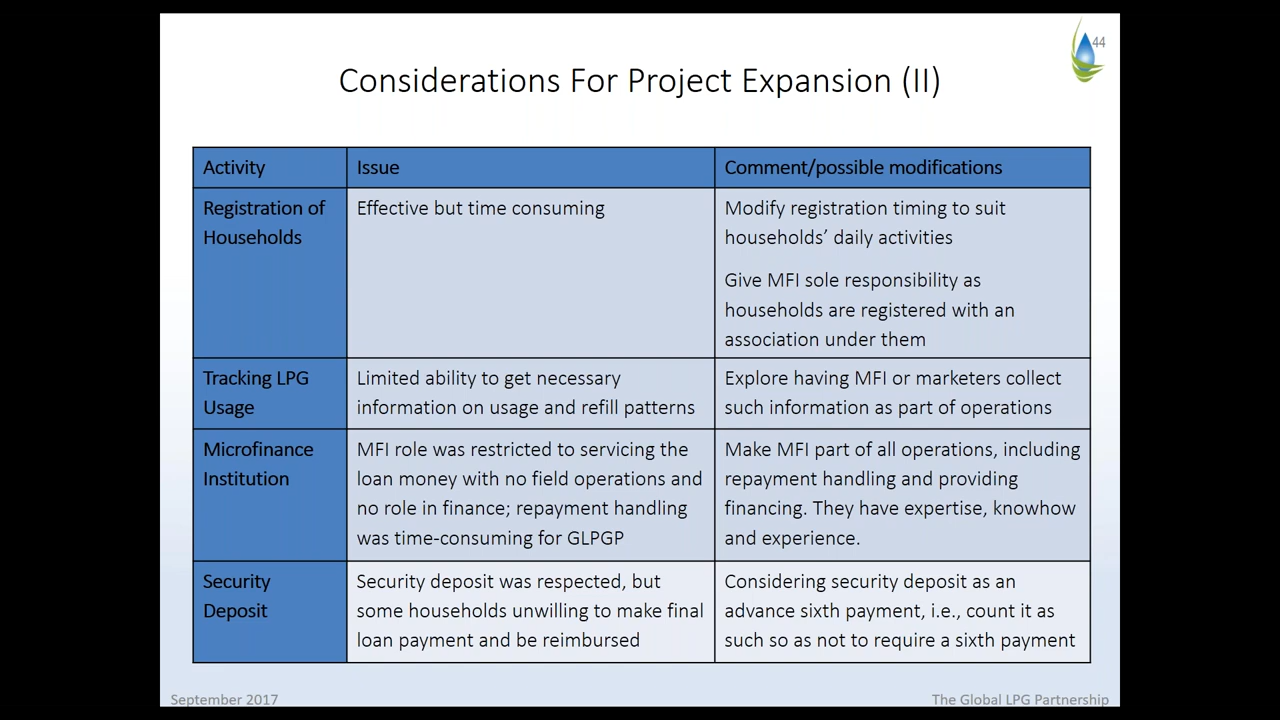 44
Considerations For Project Expansion (II)
Activity
Issue
Comment/possible modifications
Registration of
Households
Effective but time consuming
Modify registration timing to suit
households’ daily activities
Give MFI sole responsibility as
households are registered with an
association under them
Tracking LPG
Usage
Limited ability to get necessary
information on usage and refill patterns
Explore having MFI or marketers collect
such information as part of operations
Microfinance
Institution
MFI role was restricted to servicing the
loan money with no field operations and
no role in finance; repayment handling
was time-consuming for GLPGP
Make MFI part of all operations, including
repayment handling and providing
financing. They have expertise, knowhow
and experience.
Security
Deposit
Security deposit was respected, but
some households unwilling to make final
loan payment and be reimbursed
Considering security deposit as an
advance sixth payment, i.e., count it as
such so as not to require a sixth payment
September 2017
The Global LPG Partnership